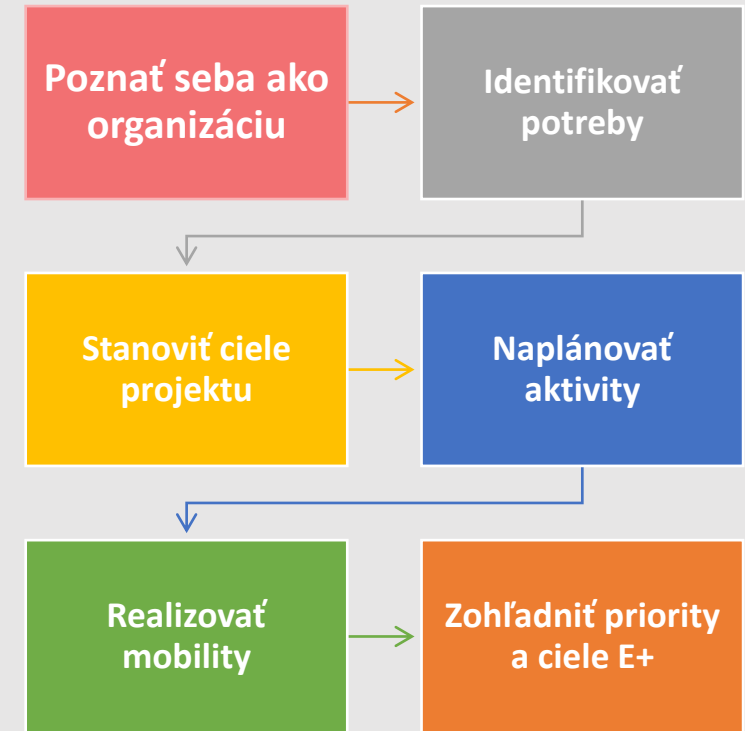 Poznať seba ako
organizáciu
Identifikovať
potreby
Stanoviť ciele
projektu
Naplánovať
aktivity
Realizovať
mobility
Zohľadniť priority
a ciele E+